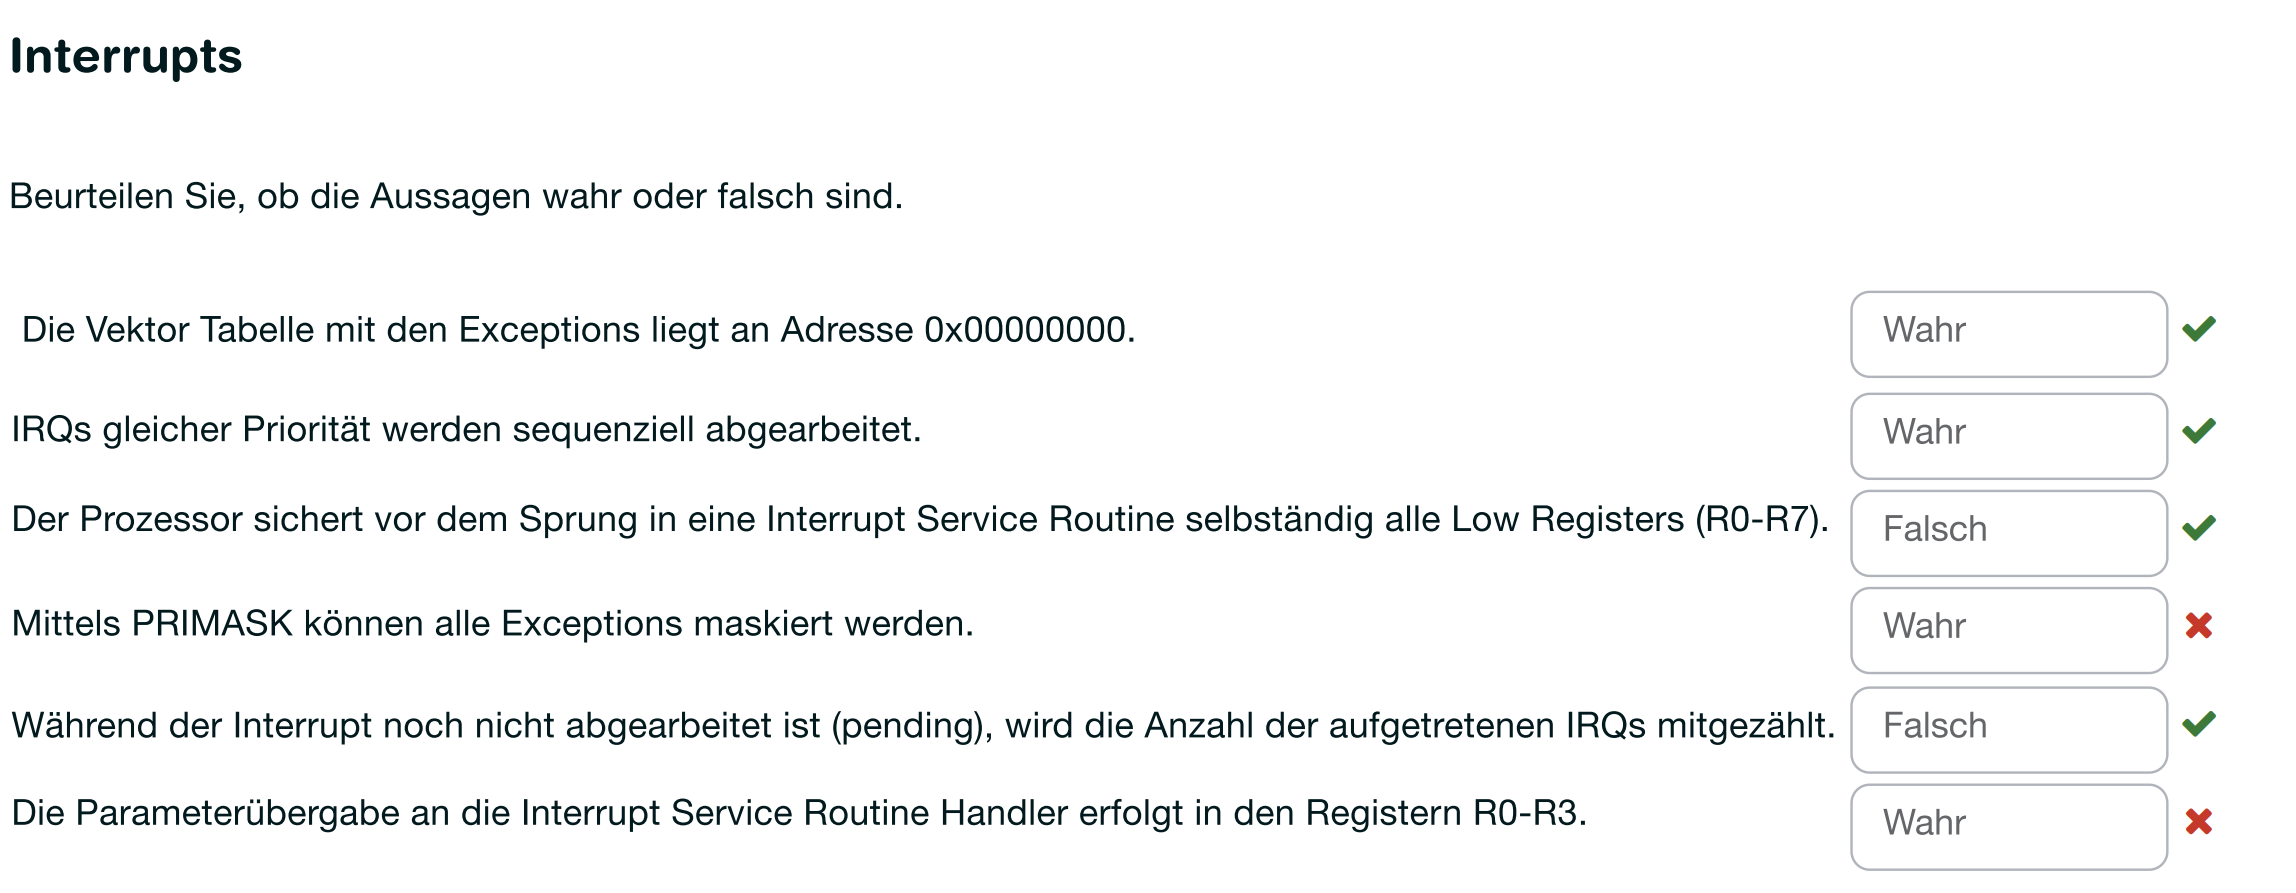 Interrupts
Beurteilen Sie, ob die Aussagen wahr oder falsch sind.
Die Vektor Tabelle mit den Exceptions liegt an Adresse 0x00000000. Wahr
IRQs gleicher Priorität werden sequenziell abgearbeitet. Wahr
Der Prozessor sichert vor dem Sprung in eine Interrupt Service Routine selbständig alle Low Registers (R0-R7). Falsch
Mittels PRIMASK können alle Exceptions maskiert werden. Wahr
Während der Interrupt noch nicht abgearbeitet ist (pending), wird die Anzahl der aufgetretenen IRQs mitgezählt. Falsch
Die Parameterübergabe an die Interrupt Service Routine Handler erfolgt in den Registern R0-R3. Wahr